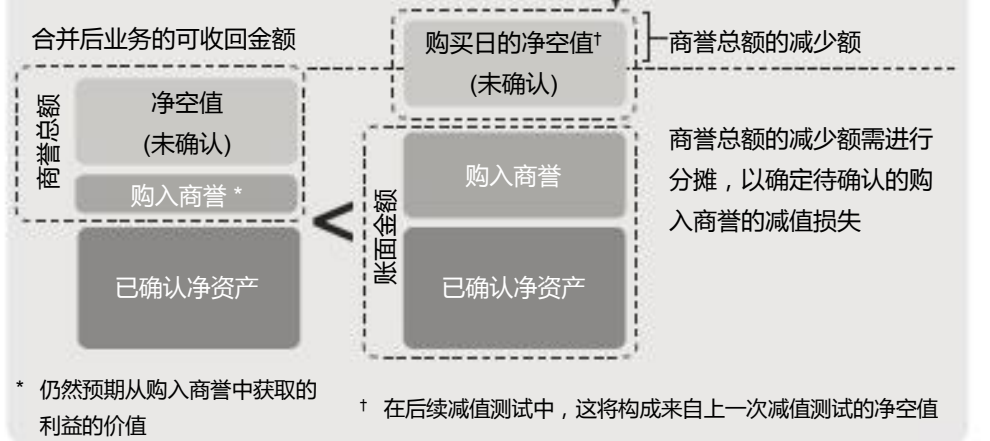 合并后业务的可收回金额
商誉总额
净空值
(未确认)
购入商誉 *
已确认净资产
<
购买日的净空值†
(未确认)
账面金额
购入商誉
已确认净资产
商誉总额的减少额
商誉总额的减少额需进行
分摊，以确定待确认的购
入商誉的减值损失
* 仍然预期从购入商誉中获取的
利益的价值
† 在后续减值测试中，这将构成来自上一次减值测试的净空值